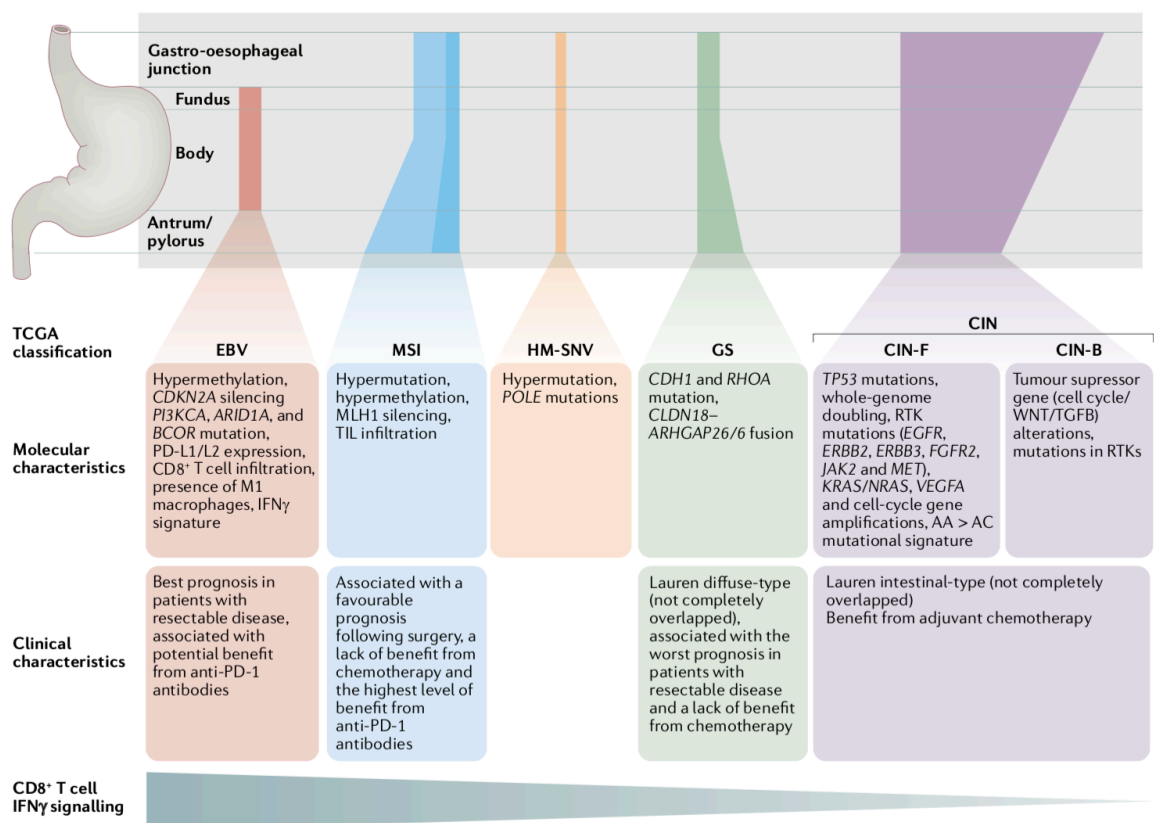 Gastro-oesophageal
junction
Fundus
Body
Antrum/
pylorus
TCGA
classification
EBV
MSI
HM-SNV
GS
CIN
CIN-F
CIN-B
Molecular
characteristics
Hypermethylation,
CDKN2A silencing
PI3KCA, ARID1A, and
BCOR mutation,
PD-L1/L2 expression,
CD8⁺ T cell infiltration,
presence of M1
macrophages, IFNγ
signature
Hypermutation,
hypermethylation,
MLH1 silencing,
TIL infiltration
Hypermutation,
POLE mutations
CDH1 and RHOA
mutation,
CLDN18–
ARHGAP26/6 fusion
TP53 mutations,
whole-genome
doubling, RTK
mutations (EGFR,
ERBB2, ERBB3, FGFR2,
JAK2 and MET),
KRAS/NRAS, VEGFA
and cell-cycle gene
amplifications, AA > AC
mutational signature
Tumour supressor
gene (cell cycle/
WNT/TGFB)
alterations,
mutations in RTKs
Clinical
characteristics
Best prognosis in
patients with
resectable disease,
associated with
potential benefit
from anti-PD-1
antibodies
Associated with a
favourable
prognosis
following surgery, a
lack of benefit from
chemotherapy and
the highest level of
benefit from
anti-PD-1
antibodies
Lauren diffuse-type
(not completely
overlapped),
associated with the
worst prognosis in
patients with
resectable disease
and a lack of benefit
from chemotherapy
Lauren intestinal-type (not completely
overlapped)
Benefit from adjuvant chemotherapy
CD8⁺ T cell
IFNγ signalling